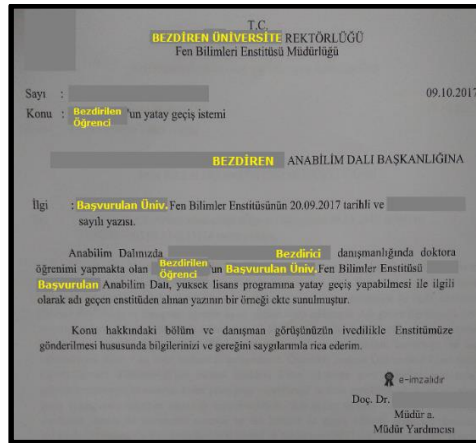 T.C.
BEZDİREN ÜNİVERSİTE REKTÖRLÜĞÜ
Fen Bilimleri Enstitüsü Müdürlüğü
Sayı :
09.10.2017
Konu : Bezdirilen Öğrenci 'un yatay geçiş istemi
BEZDİREN ANABİLİM DALI BAŞKANLIĞINA
İlgi : Başvurulan Üniv. Fen Bilimler Enstitüsünün 20.09.2017 tarihli ve
sayılı yazısı.
Anabilim Dalınızda Bezdirici danışmanlığında doktora
öğrenimi yapmakta olan Bezdirilen Öğrenci 'un Başvurulan Üniv. Fen Bilimler Enstitüsü
Başvurulan Anabilim Dalı, yüksek lisans programına yatay geçiş yapabilmesi ile ilgili
olarak adı geçen enstitüden alınan yazının bir örneği ekte sunulmuştur.
Konu hakkındaki bölüm ve danışman görüşünüzün ivedilikle Enstitümüze
gönderilmesi hususunda bilgilerinizi ve gereğini saygılarımla rica ederim.
e-imzalıdır
Doç. Dr.
Müdür a.
Müdür Yardımcısı